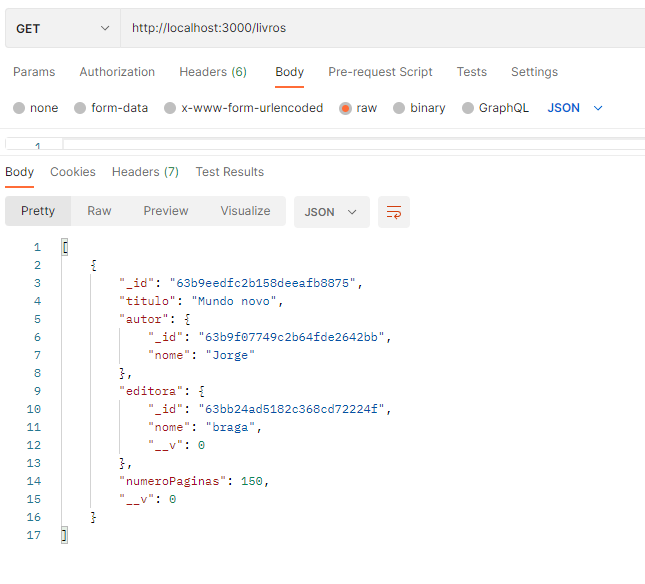 GET http://localhost:3000/livros
Params Authorization Headers (6) Body Pre-request Script Tests Settings
none form-data x-www-form-urlencoded raw binary GraphQL JSON
1
Body Cookies Headers (7) Test Results
Pretty Raw Preview Visualize JSON
1 [
2 {
3 "_id": "63b9eedfc2b158deeafb8875",
4 "titulo": "Mundo novo",
5 "autor": {
6 "_id": "63b9f07749c2b64fde2642bb",
7 "nome": "Jorge"
8 },
9 "editora": {
10 "_id": "63bb24ad5182c368cd72224f",
11 "nome": "braga",
12 "__v": 0
13 },
14 "numeroPaginas": 150,
15 "__v": 0
16 }
17 ]